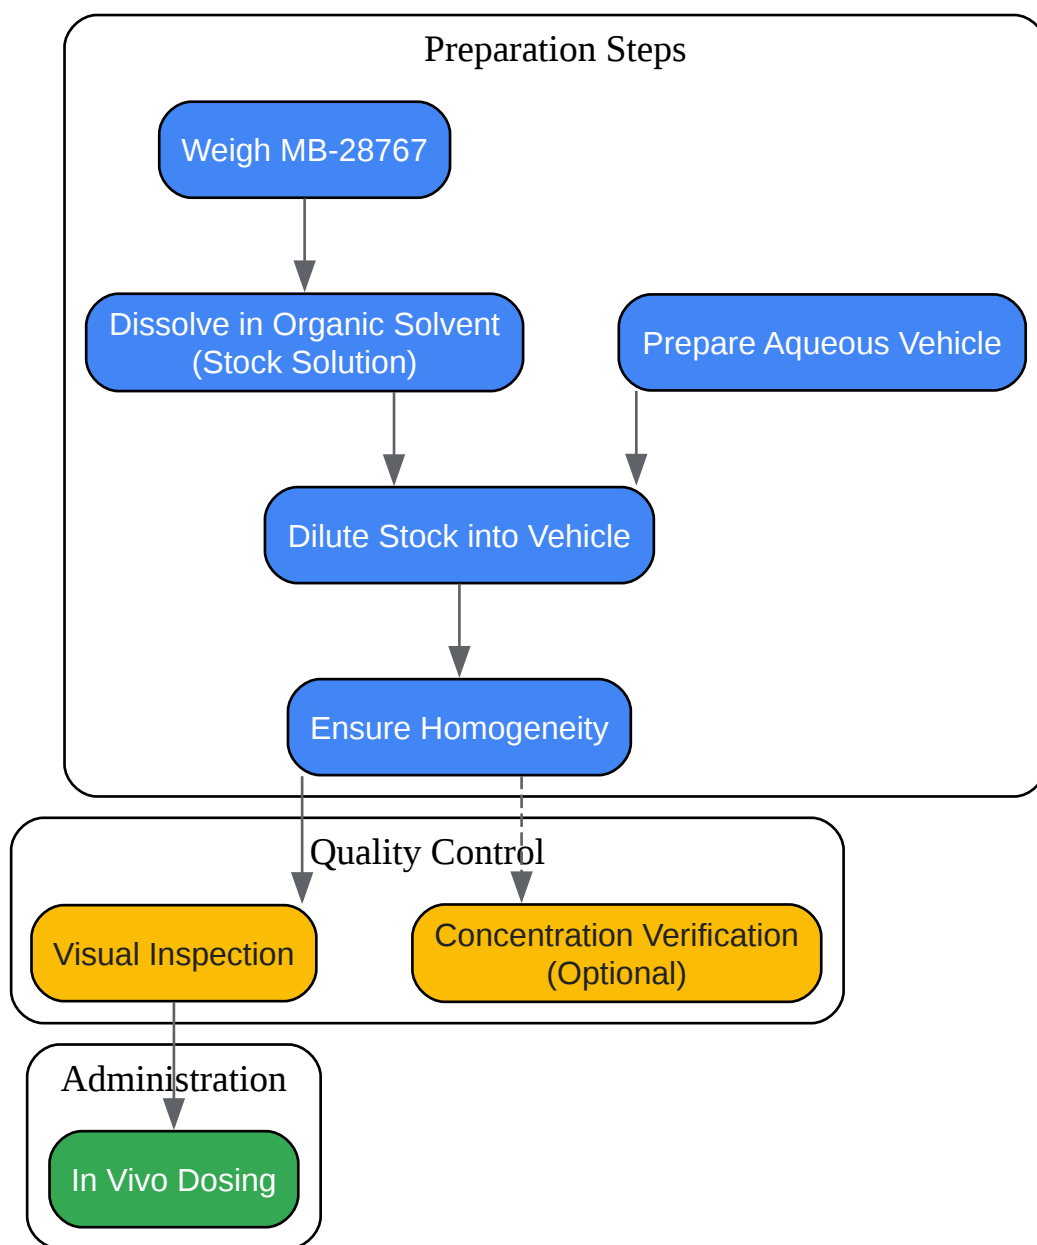 Preparation Steps
Weigh MB-28767
Dissolve in Organic Solvent
(Stock Solution)
Prepare Aqueous Vehicle
Dilute Stock into Vehicle
Ensure Homogeneity
Quality Control
Visual Inspection
Concentration Verification
(Optional)
Administration
In Vivo Dosing